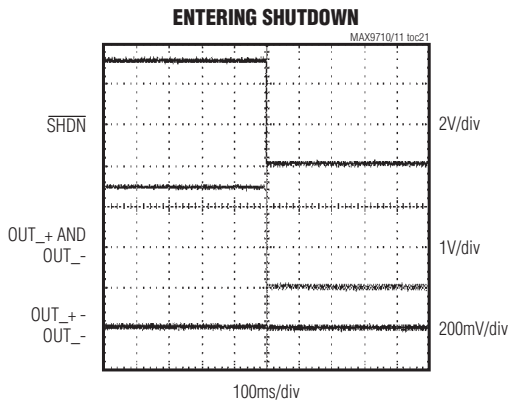 ENTERING SHUTDOWN
MAX9710/11 toc21
SHDN
2V/div
OUT_+ AND
OUT_-
1V/div
OUT_+ -
OUT_-
200mV/div
100ms/div